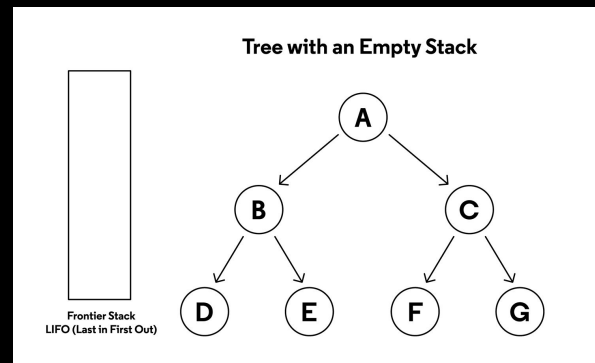 Tree with an Empty Stack
A
B
C
D
E
F
G
Frontier Stack
LIFO (Last in First Out)